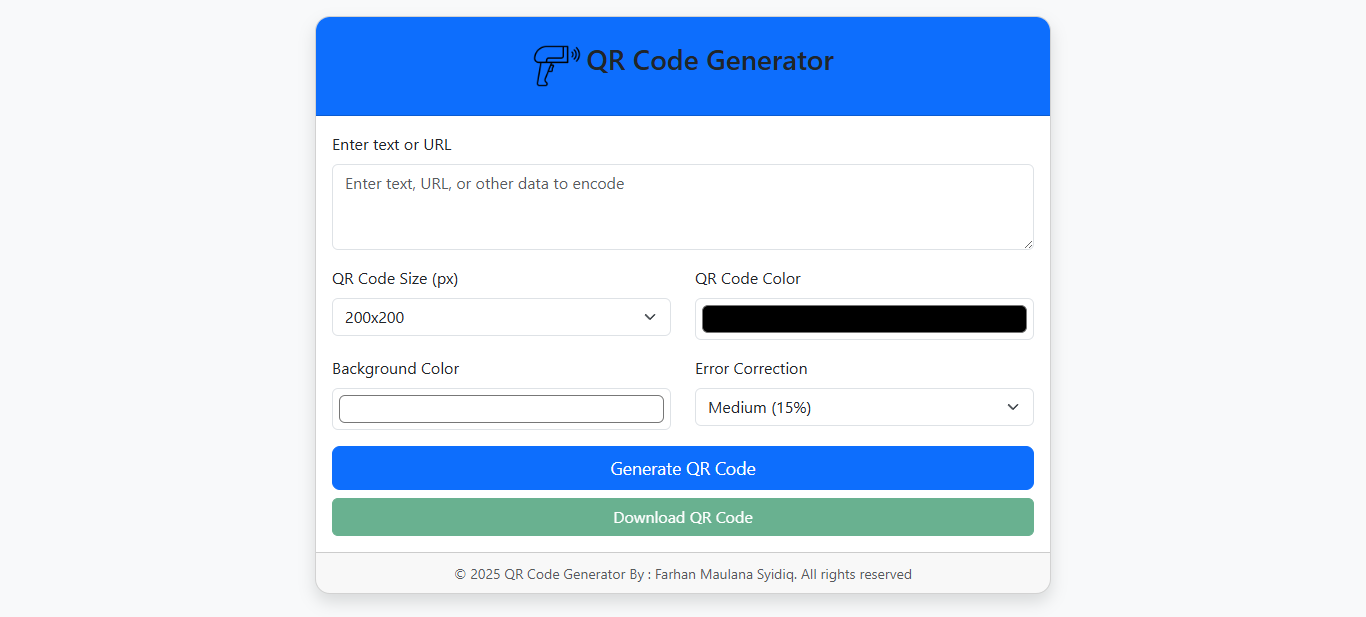 QR Code Generator
Enter text or URL
Enter text, URL, or other data to encode
QR Code Size (px)
200x200
QR Code Color
Background Color
Error Correction
Medium (15%)
Generate QR Code
Download QR Code
© 2025 QR Code Generator By : Farhan Maulana Syidiq. All rights reserved